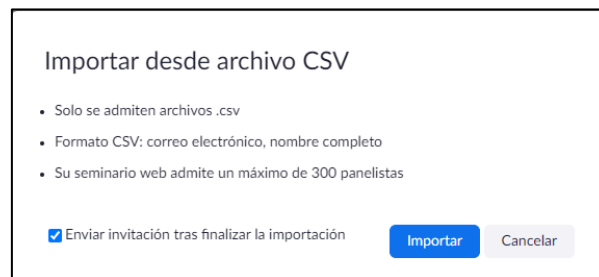 Importar desde archivo CSV
Solo se admiten archivos .csv
Formato CSV: correo electrónico, nombre completo
Su seminario web admite un máximo de 300 panelistas
Enviar invitación tras finalizar la importación
Importar
Cancelar